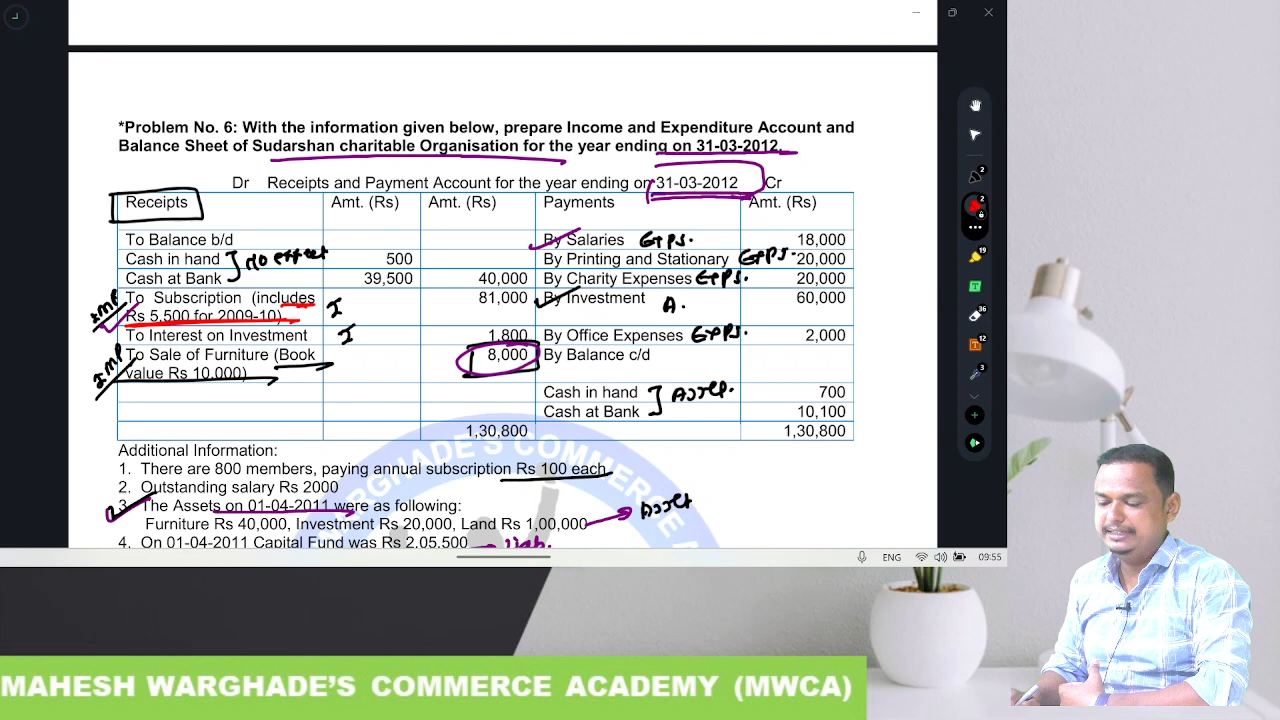 *Problem No. 6: With the information given below, prepare Income and Expenditure Account and
Balance Sheet of Sudarshan charitable Organisation for the year ending on 31-03-2012.
Dr Receipts and Payment Account for the year ending on 31-03-2012 Cr
Receipts Amt. (Rs) Amt. (Rs) Payments Amt. (Rs)
To Balance b/d By Salaries Exps. 18,000
Cash in hand No effect 500 By Printing and Stationary Exps. 20,000
Cash at Bank 39,500 40,000 By Charity Expenses Exps. 20,000
IMP To Subscription (includes I 81,000 By Investment A. 60,000
Rs 5,500 for 2009-10)
To Interest on Investment I 1,800 By Office Expenses Exps. 2,000
IMP To Sale of Furniture (Book 8,000 By Balance c/d
value Rs 10,000)
Cash in hand Asset. 700
Cash at Bank 10,100
1,30,800 1,30,800
Additional Information:
1. There are 800 members, paying annual subscription Rs 100 each
2. Outstanding salary Rs 2000
3. The Assets on 01-04-2011 were as following:
Furniture Rs 40,000, Investment Rs 20,000, Land Rs 1,00,000 Asset
4. On 01-04-2011 Capital Fund was Rs 2,05,500
ENG 09:55
MAHESH WARGHADE'S COMMERCE ACADEMY (MWCA)